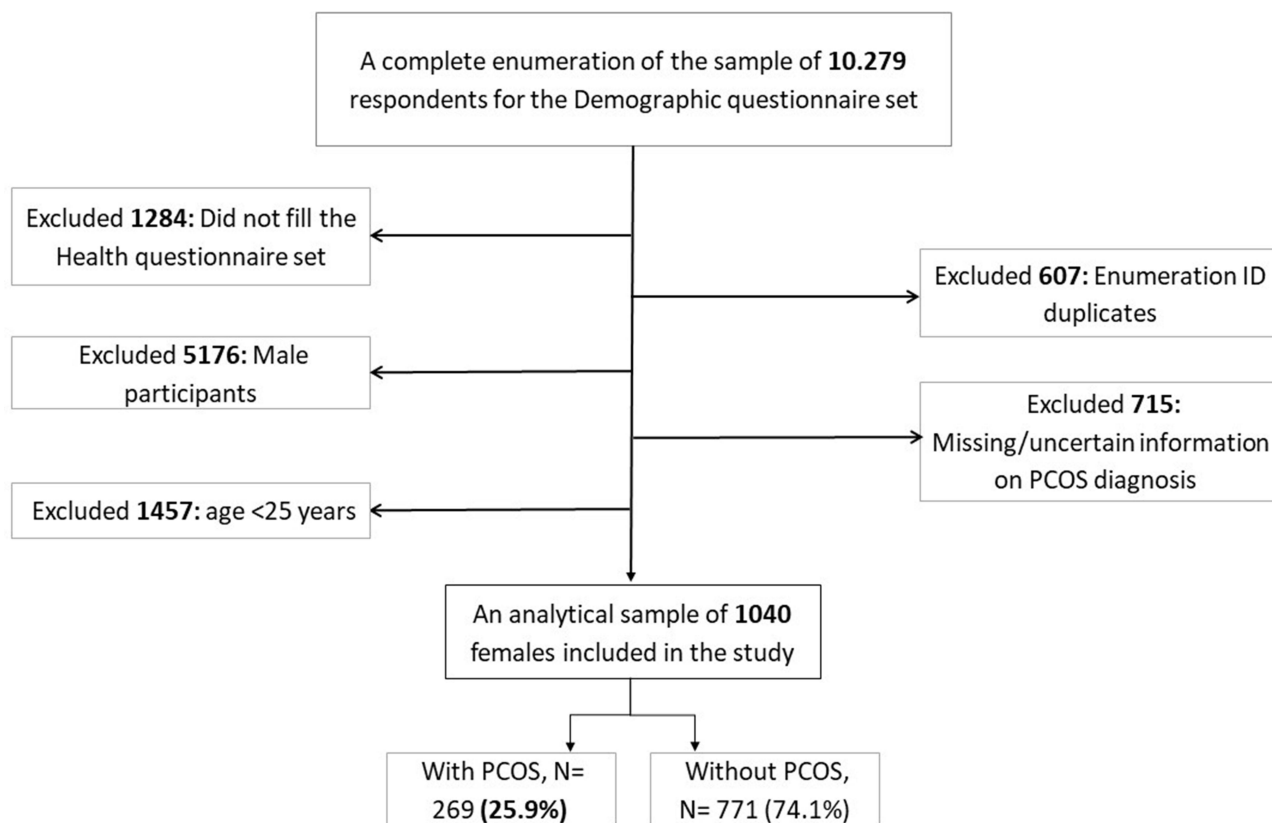 A complete enumeration of the sample of 10.279
respondents for the Demographic questionnaire set
Excluded 1284: Did not fill the
Health questionnaire set
Excluded 607: Enumeration ID
duplicates
Excluded 5176: Male
participants
Excluded 715:
Missing/uncertain information
on PCOS diagnosis
Excluded 1457: age <25 years
An analytical sample of 1040
females included in the study
With PCOS, N=
269 (25.9%)
Without PCOS,
N= 771 (74.1%)